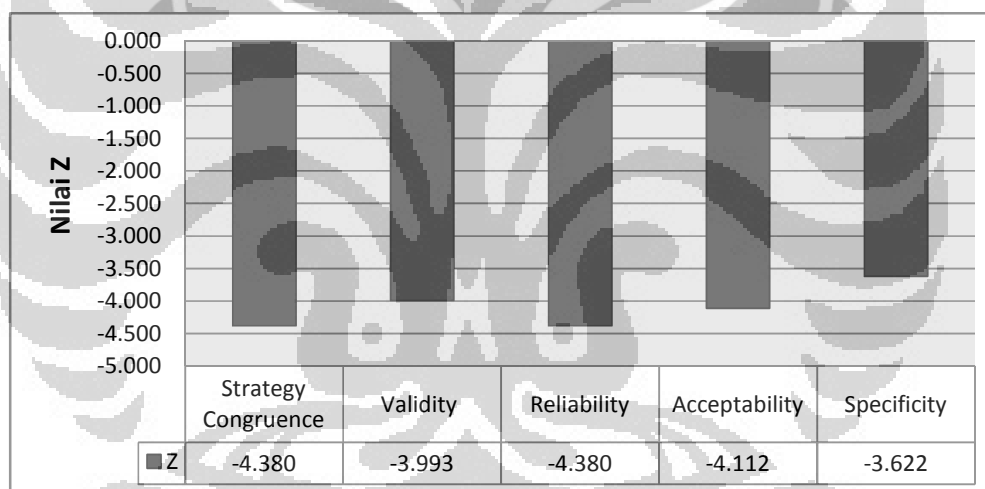 Nilai Z
0.000
-0.500
-1.000
-1.500
-2.000
-2.500
-3.000
-3.500
-4.000
-4.500
-5.000
Strategy
Congruence
Validity
Reliability
Acceptability
Specificity
Z
-4.380
-3.993
-4.380
-4.112
-3.622